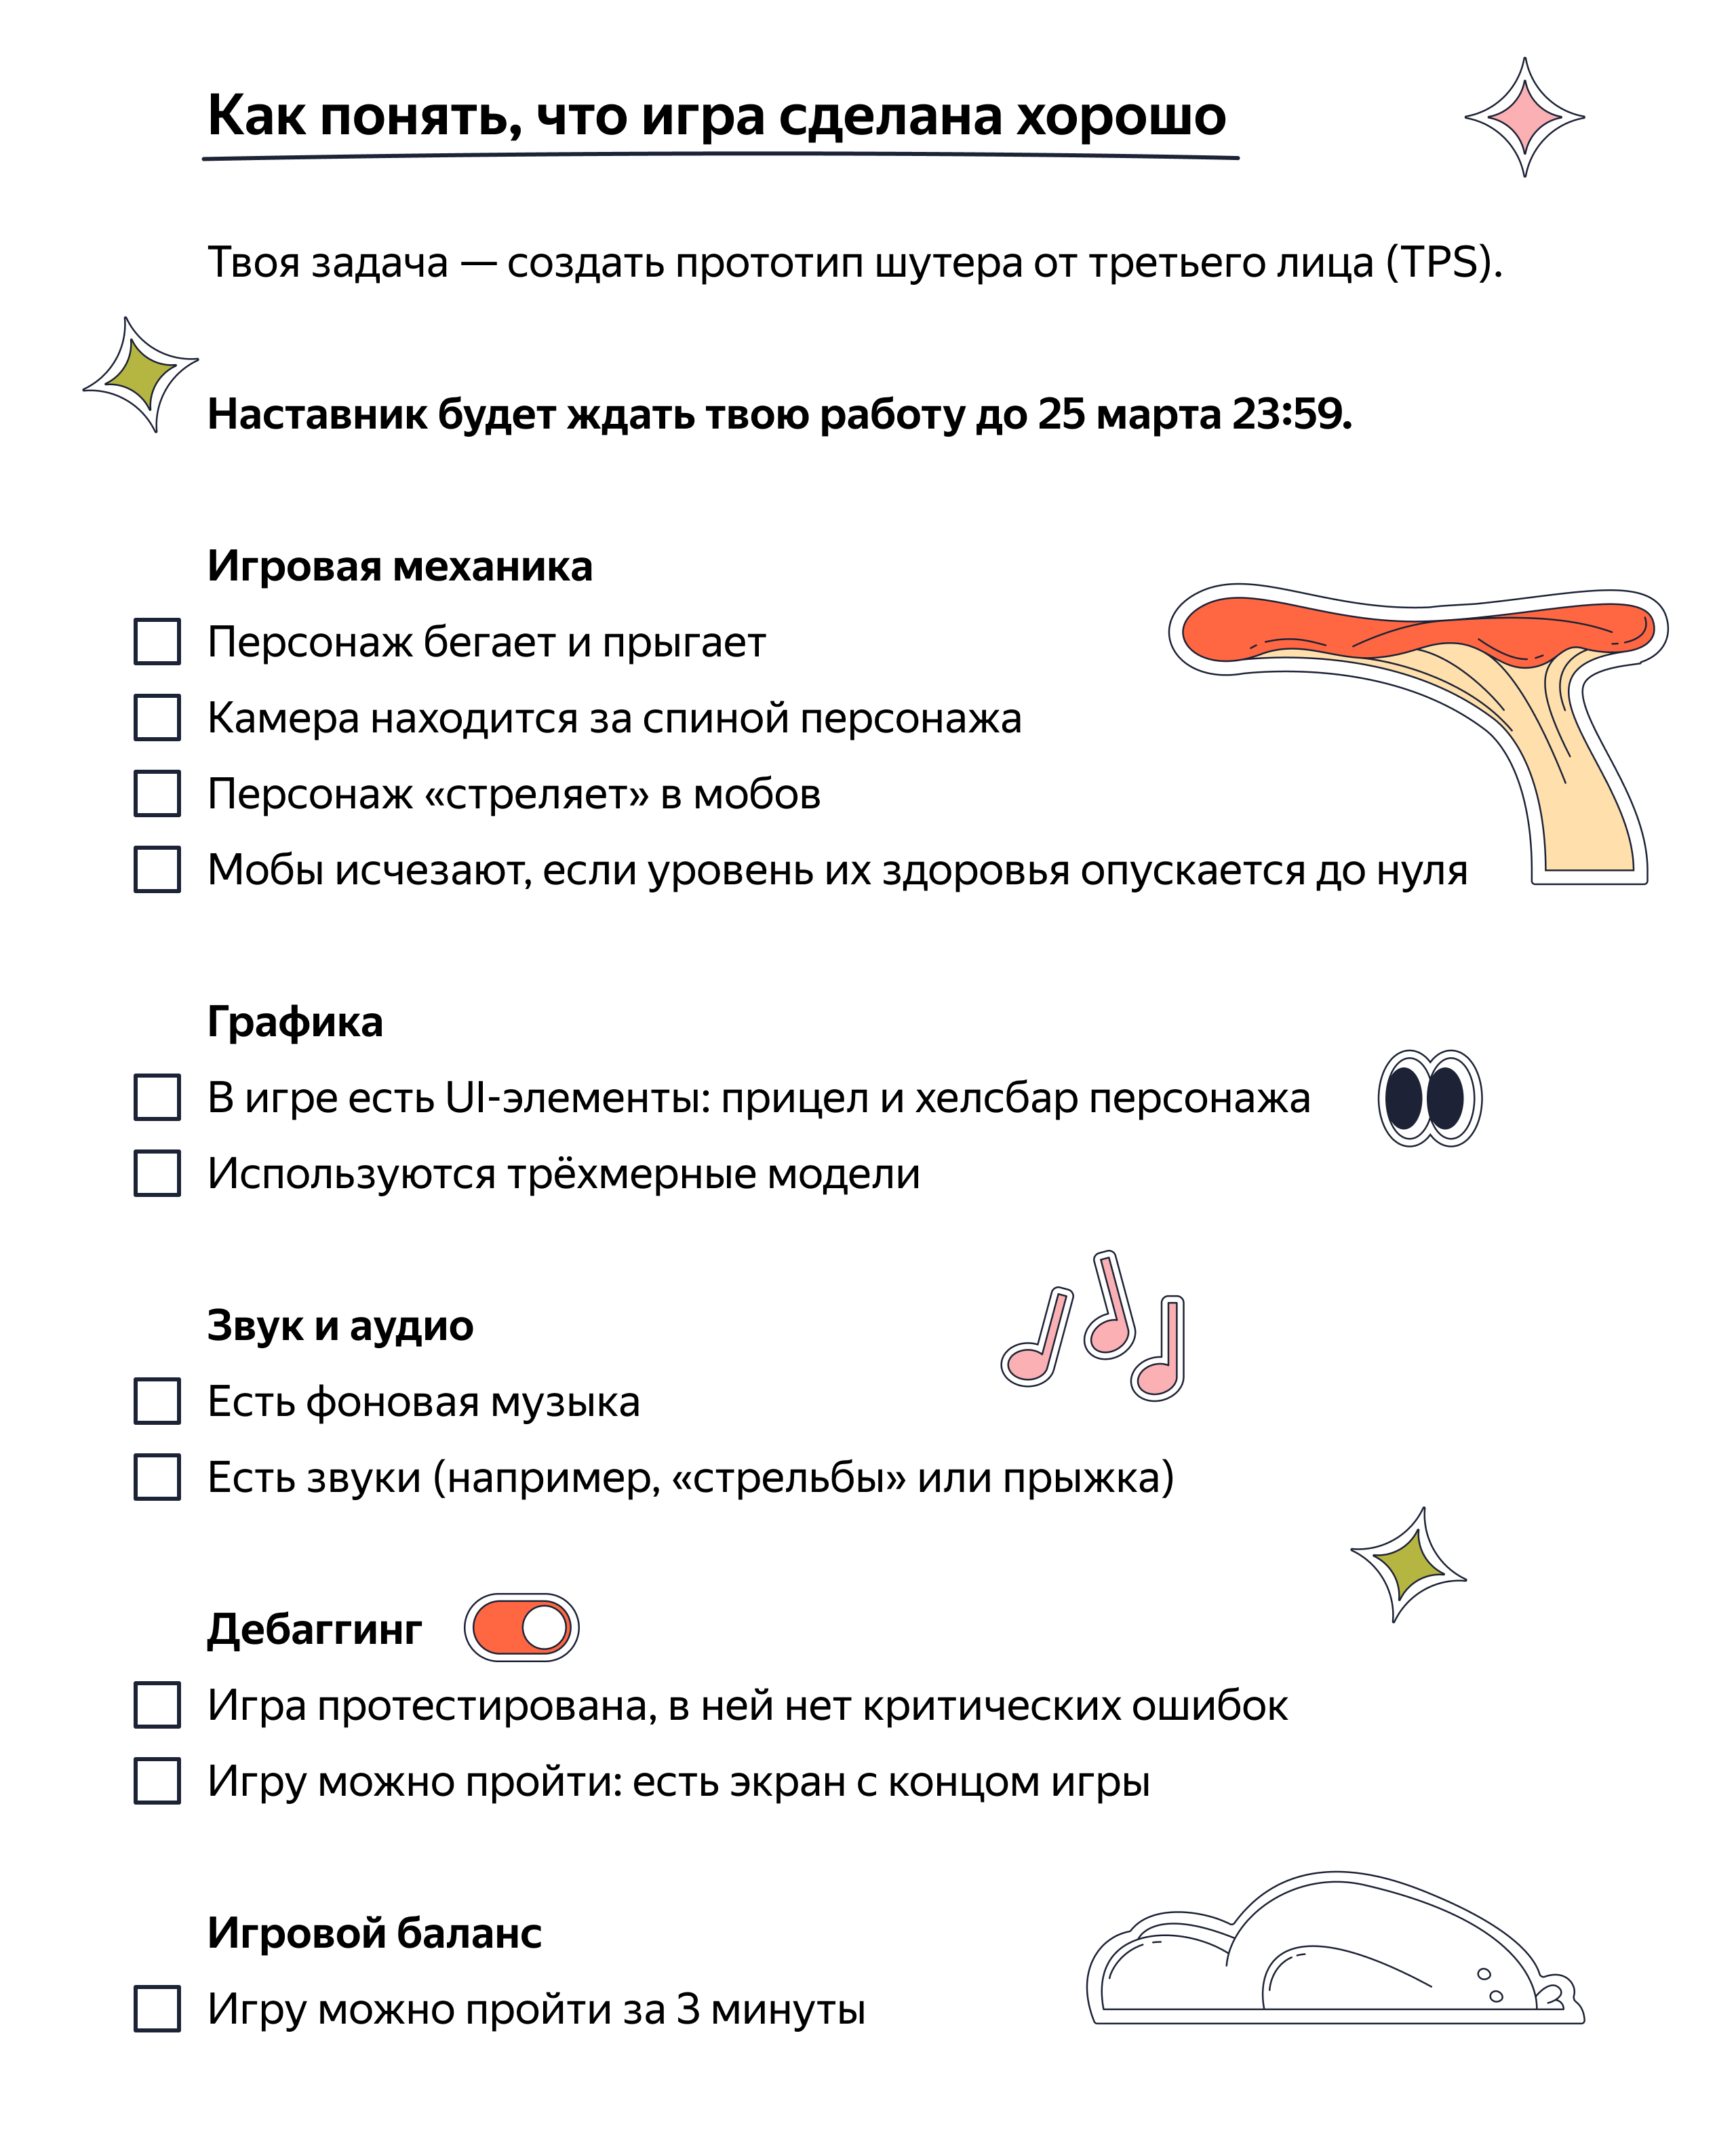 Как понять, что игра сделана хорошо
Твоя задача — создать прототип шутера от третьего лица (TPS).
Наставник будет ждать твою работу до 25 марта 23:59.
Игровая механика
Персонаж бегает и прыгает
Камера находится за спиной персонажа
Персонаж «стреляет» в мобов
Мобы исчезают, если уровень их здоровья опускается до нуля
Графика
В игре есть UI-элементы: прицел и хелсбар персонажа
Используются трёхмерные модели
Звук и аудио
Есть фоновая музыка
Есть звуки (например, «стрельбы» или прыжка)
Дебаггинг
Игра протестирована, в ней нет критических ошибок
Игру можно пройти: есть экран с концом игры
Игровой баланс
Игру можно пройти за 3 минуты